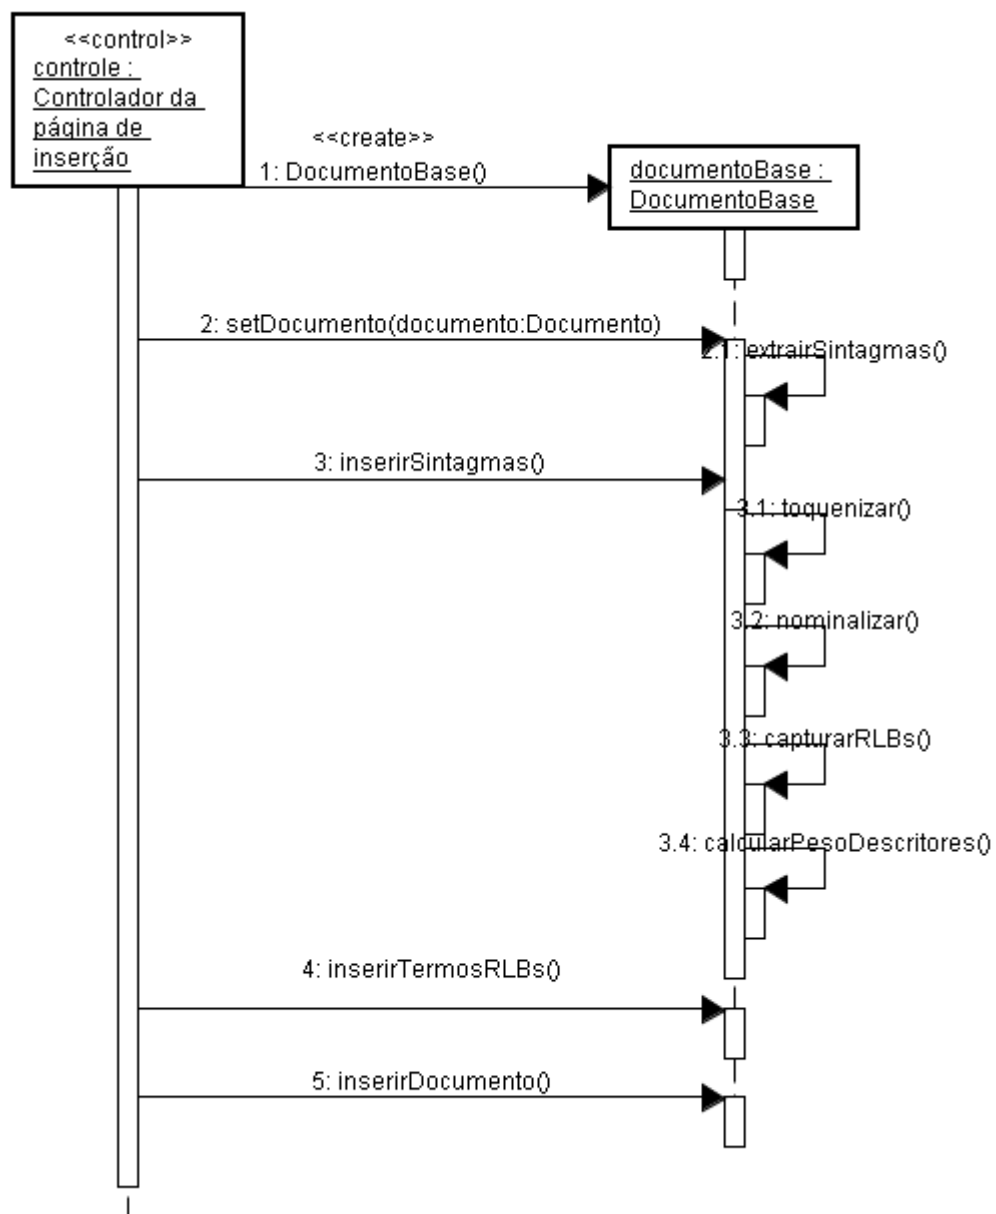 <<control>>
controle :
Controlador da
página de
inserção
<<create>>
1: DocumentoBase()
documentoBase :
DocumentoBase
2: setDocumento(documento:Documento)
2.1: extrairSintagmas()
3: inserirSintagmas()
3.1: toquenizar()
3.2: nominalizar()
3.3: capturarRLBs()
3.4: calcularPesoDescritores()
4: inserirTermosRLBs()
5: inserirDocumento()